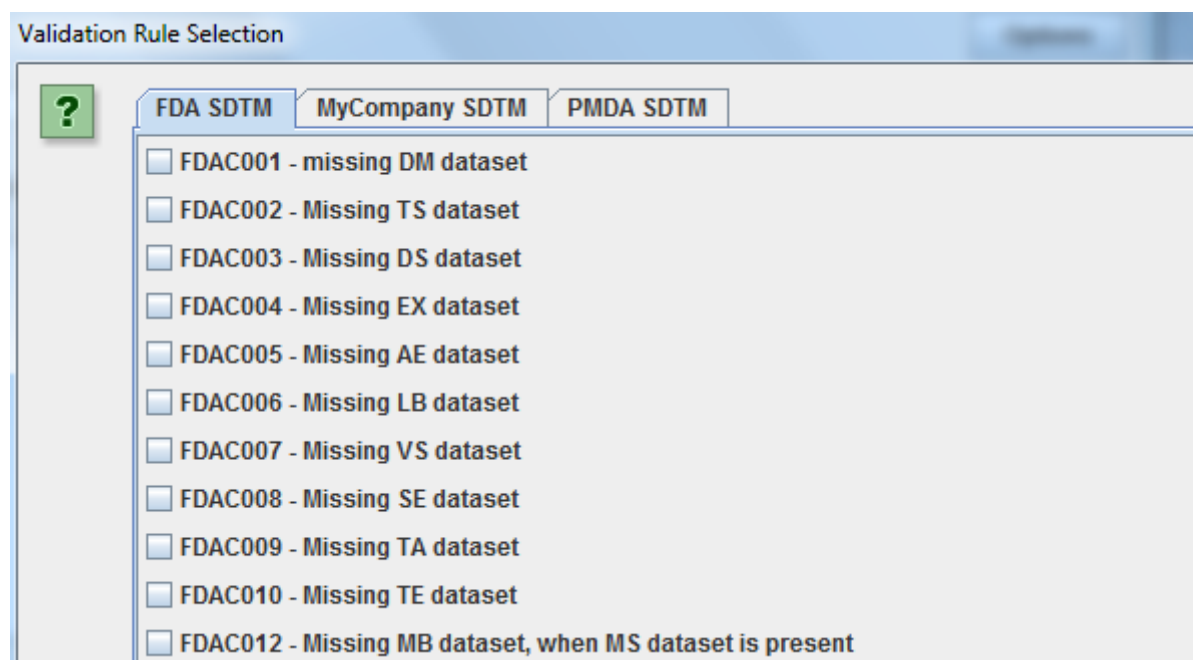 Validation Rule Selection
?
FDA SDTM MyCompany SDTM PMDA SDTM
FDAC001 - missing DM dataset
FDAC002 - Missing TS dataset
FDAC003 - Missing DS dataset
FDAC004 - Missing EX dataset
FDAC005 - Missing AE dataset
FDAC006 - Missing LB dataset
FDAC007 - Missing VS dataset
FDAC008 - Missing SE dataset
FDAC009 - Missing TA dataset
FDAC010 - Missing TE dataset
FDAC012 - Missing MB dataset, when MS dataset is present